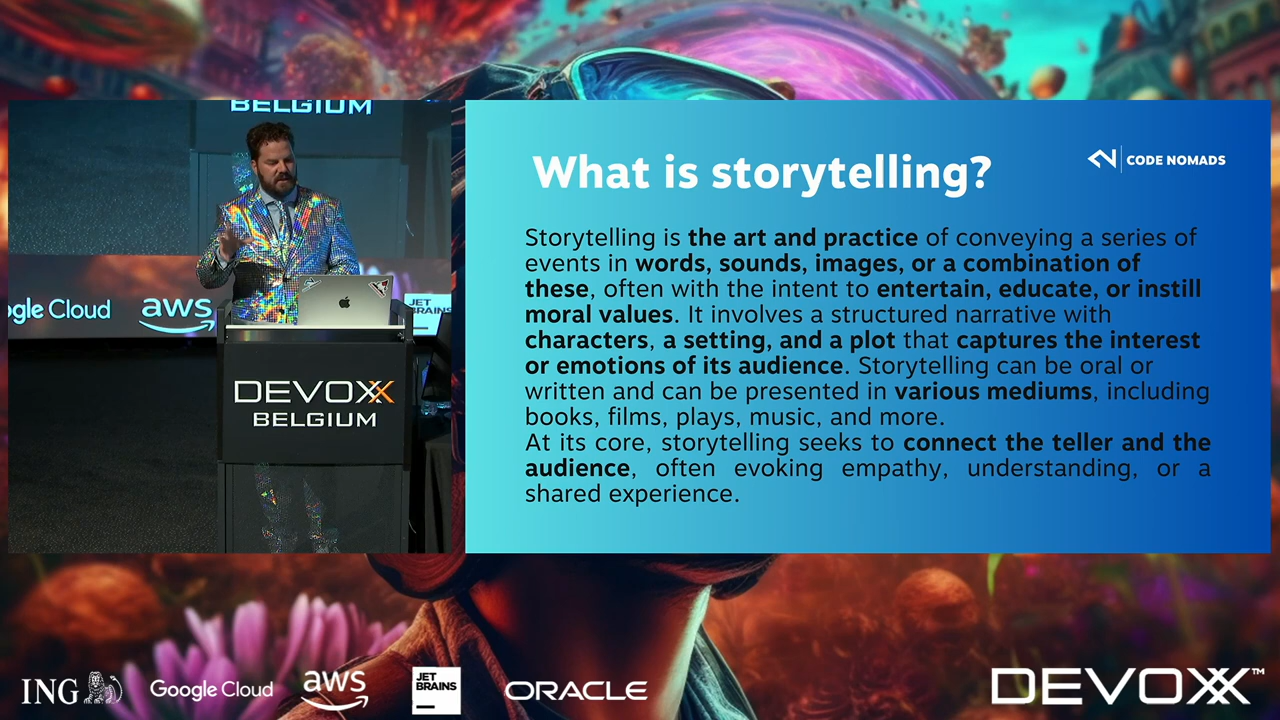 BELGIUM
ogle Cloud
aws
JET
BRAINS
DEVOXX
BELGIUM
What is storytelling?
CODE NOMADS
Storytelling is the art and practice of conveying a series of
events in words, sounds, images, or a combination of
these, often with the intent to entertain, educate, or instill
moral values. It involves a structured narrative with
characters, a setting, and a plot that captures the interest
or emotions of its audience. Storytelling can be oral or
written and can be presented in various mediums, including
books, films, plays, music, and more.
At its core, storytelling seeks to connect the teller and the
audience, often evoking empathy, understanding, or a
shared experience.
ING
Google Cloud
aws
JET
BRAINS
ORACLE
DEVOXX™